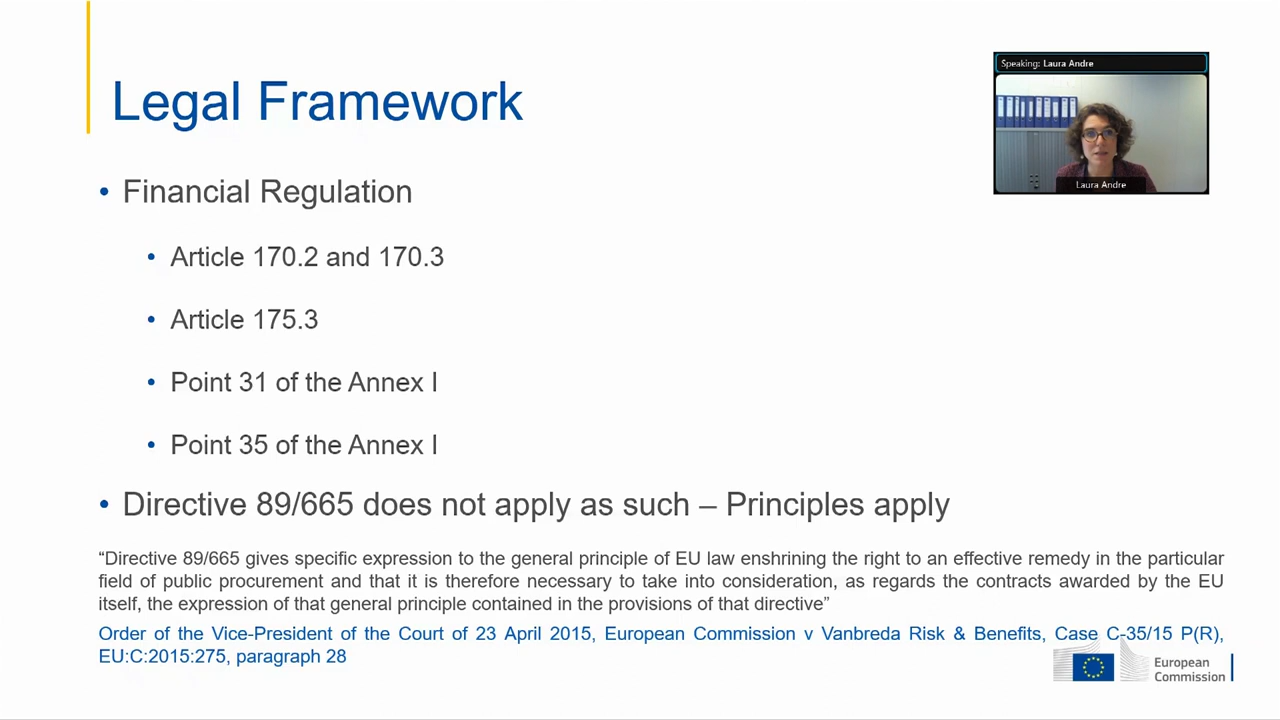 Legal Framework
Speaking: Laura Andre
Laura Andre
• Financial Regulation
• Article 170.2 and 170.3
• Article 175.3
• Point 31 of the Annex I
• Point 35 of the Annex I
• Directive 89/665 does not apply as such – Principles apply
“Directive 89/665 gives specific expression to the general principle of EU law enshrining the right to an effective remedy in the particular
field of public procurement and that it is therefore necessary to take into consideration, as regards the contracts awarded by the EU
itself, the expression of that general principle contained in the provisions of that directive”
Order of the Vice-President of the Court of 23 April 2015, European Commission v Vanbreda Risk & Benefits, Case C-35/15 P(R),
EU:C:2015:275, paragraph 28
European
Commission